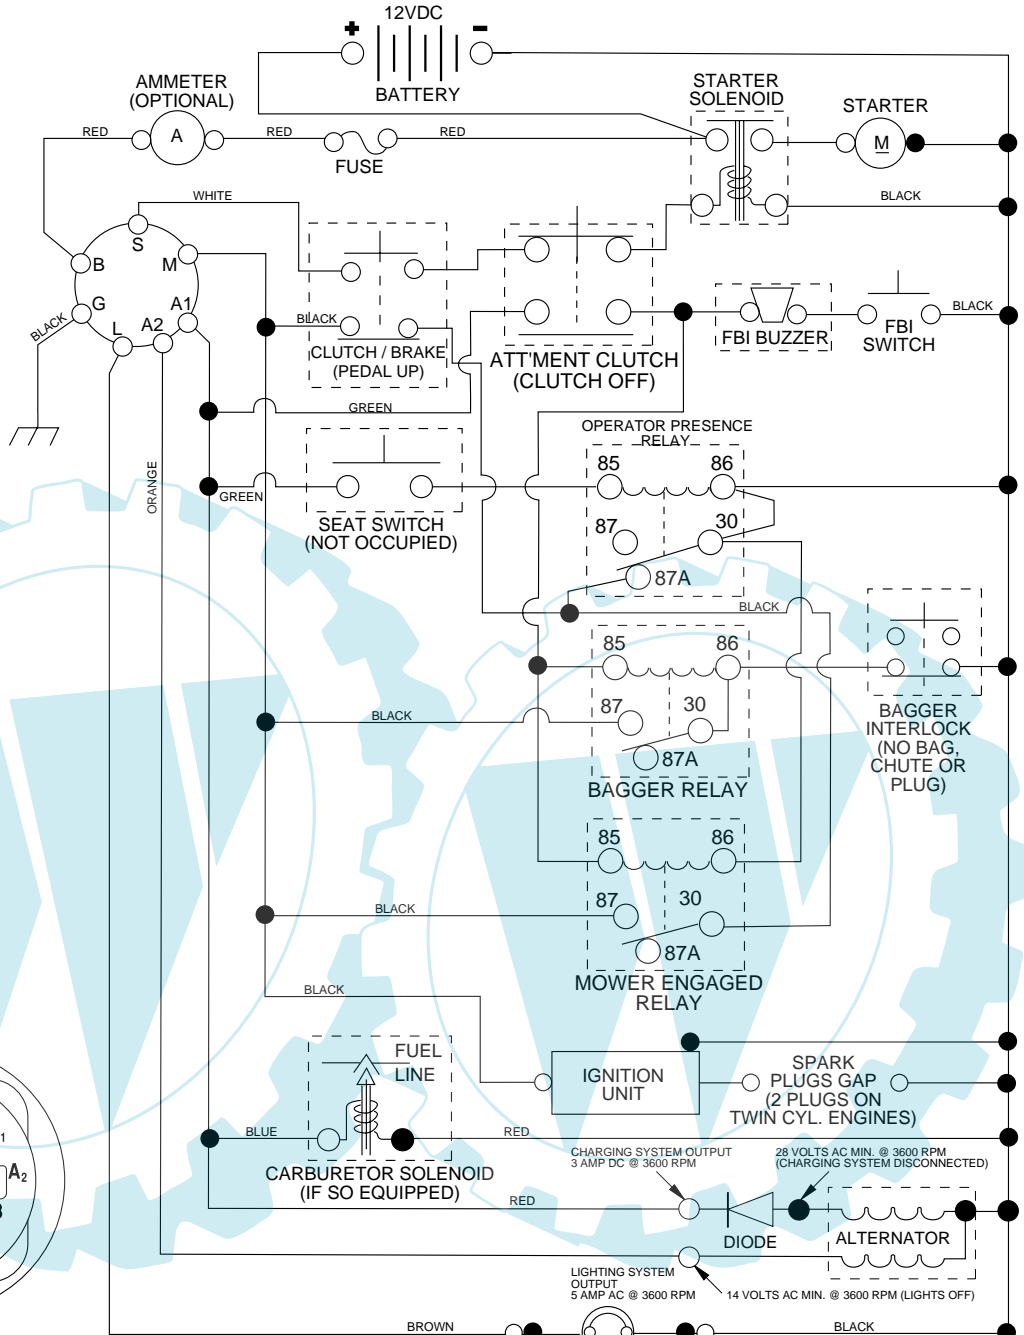 12VDC
+ −
BATTERY
AMMETER
(OPTIONAL)
RED
A
RED
FUSE
RED
STARTER
SOLENOID
STARTER
M
WHITE
BLACK
S
B
M
G
A1
L
A2
BLACK
BLACK
CLUTCH / BRAKE
(PEDAL UP)
ATT'MENT CLUTCH
(CLUTCH OFF)
FBI BUZZER
FBI
SWITCH
BLACK
GREEN
OPERATOR PRESENCE
RELAY
85 86
87 30
87A
ORANGE
GREEN
SEAT SWITCH
(NOT OCCUPIED)
BLACK
85 86
87 30
87A
BAGGER RELAY
BLACK
BAGGER
INTERLOCK
(NO BAG,
CHUTE OR
PLUG)
85 86
87 30
87A
MOWER ENGAGED
RELAY
BLACK
BLACK
FUEL
LINE
IGNITION
UNIT
SPARK
PLUGS GAP
(2 PLUGS ON
TWIN CYL. ENGINES)
BLUE
RED
CARBURETOR SOLENOID
(IF SO EQUIPPED)
CHARGING SYSTEM OUTPUT
3 AMP DC @ 3600 RPM
28 VOLTS AC MIN. @ 3600 RPM
(CHARGING SYSTEM DISCONNECTED)
RED
DIODE
ALTERNATOR
LIGHTING SYSTEM
OUTPUT
5 AMP AC @ 3600 RPM
14 VOLTS AC MIN. @ 3600 RPM (LIGHTS OFF)
BROWN
BLACK
1
A2